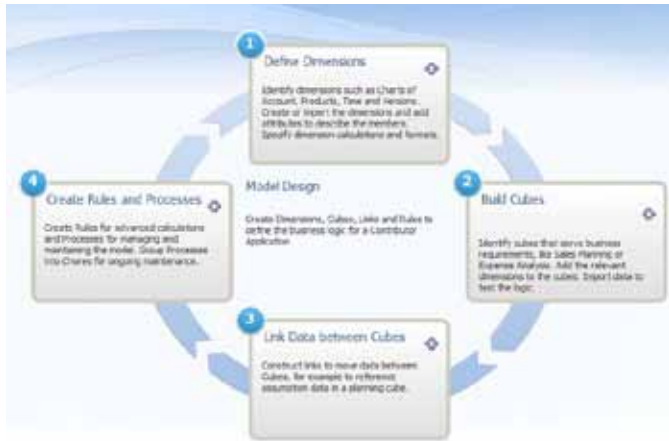 1
Define Dimensions
Identify dimensions such as Charts of
Account, Products, Time and Versions.
Create or import the dimensions and add
attributes to describe the members.
Specify dimension calculations and formats.
4
Create Rules and Processes
Create Rules for advanced calculations
and Processes for managing and
maintaining the model. Group Processes
into Chores for ongoing maintenance.
Model Design
Create Dimensions, Cubes, Links and Rules to
define the business logic for a Contributor
Application
2
Build Cubes
Identify cubes that serve business
requirements, like Sales Planning or
Expense Analysis. Add the relevant
dimensions to the cubes. Import data to
test the logic.
3
Link Data between Cubes
Construct links to move data between
Cubes, for example to reference
assumption data in a planning cube.